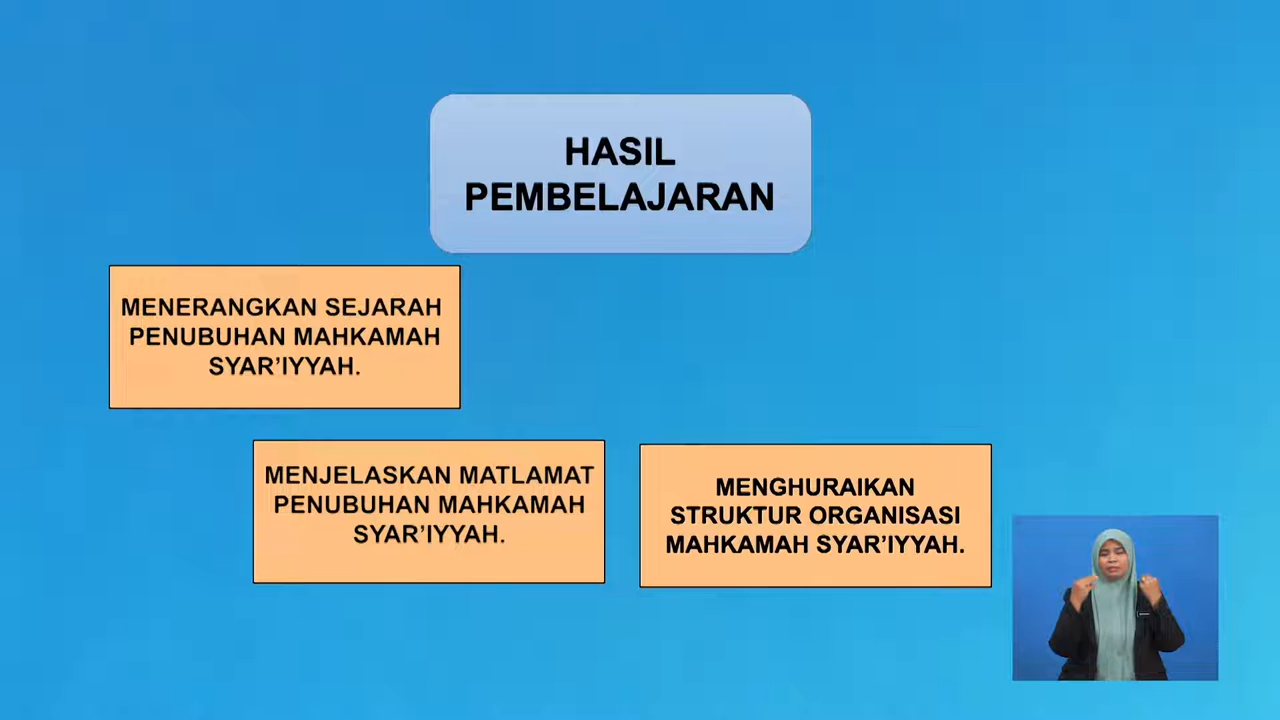 HASIL
PEMBELAJARAN
MENERANGKAN SEJARAH
PENUBUHAN MAHKAMAH
SYAR’IYYAH.
MENJELASKAN MATLAMAT
PENUBUHAN MAHKAMAH
SYAR’IYYAH.
MENGHURAIKAN
STRUKTUR ORGANISASI
MAHKAMAH SYAR’IYYAH.